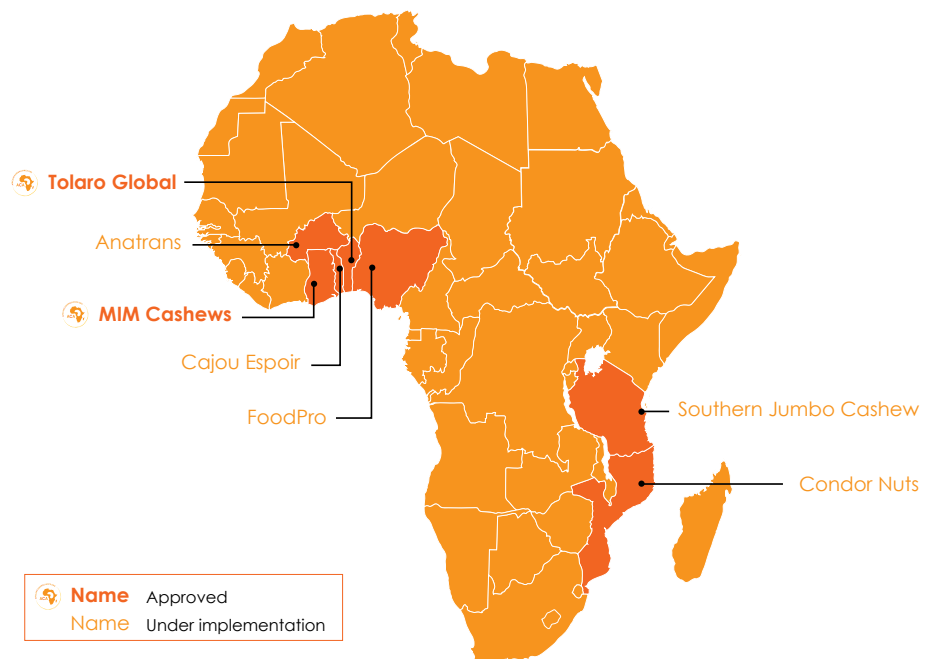 Tolaro Global
Anatrans
MIM Cashews
Cajou Espoir
FoodPro
Southern Jumbo Cashew
Condor Nuts
Name Approved
Name Under implementation